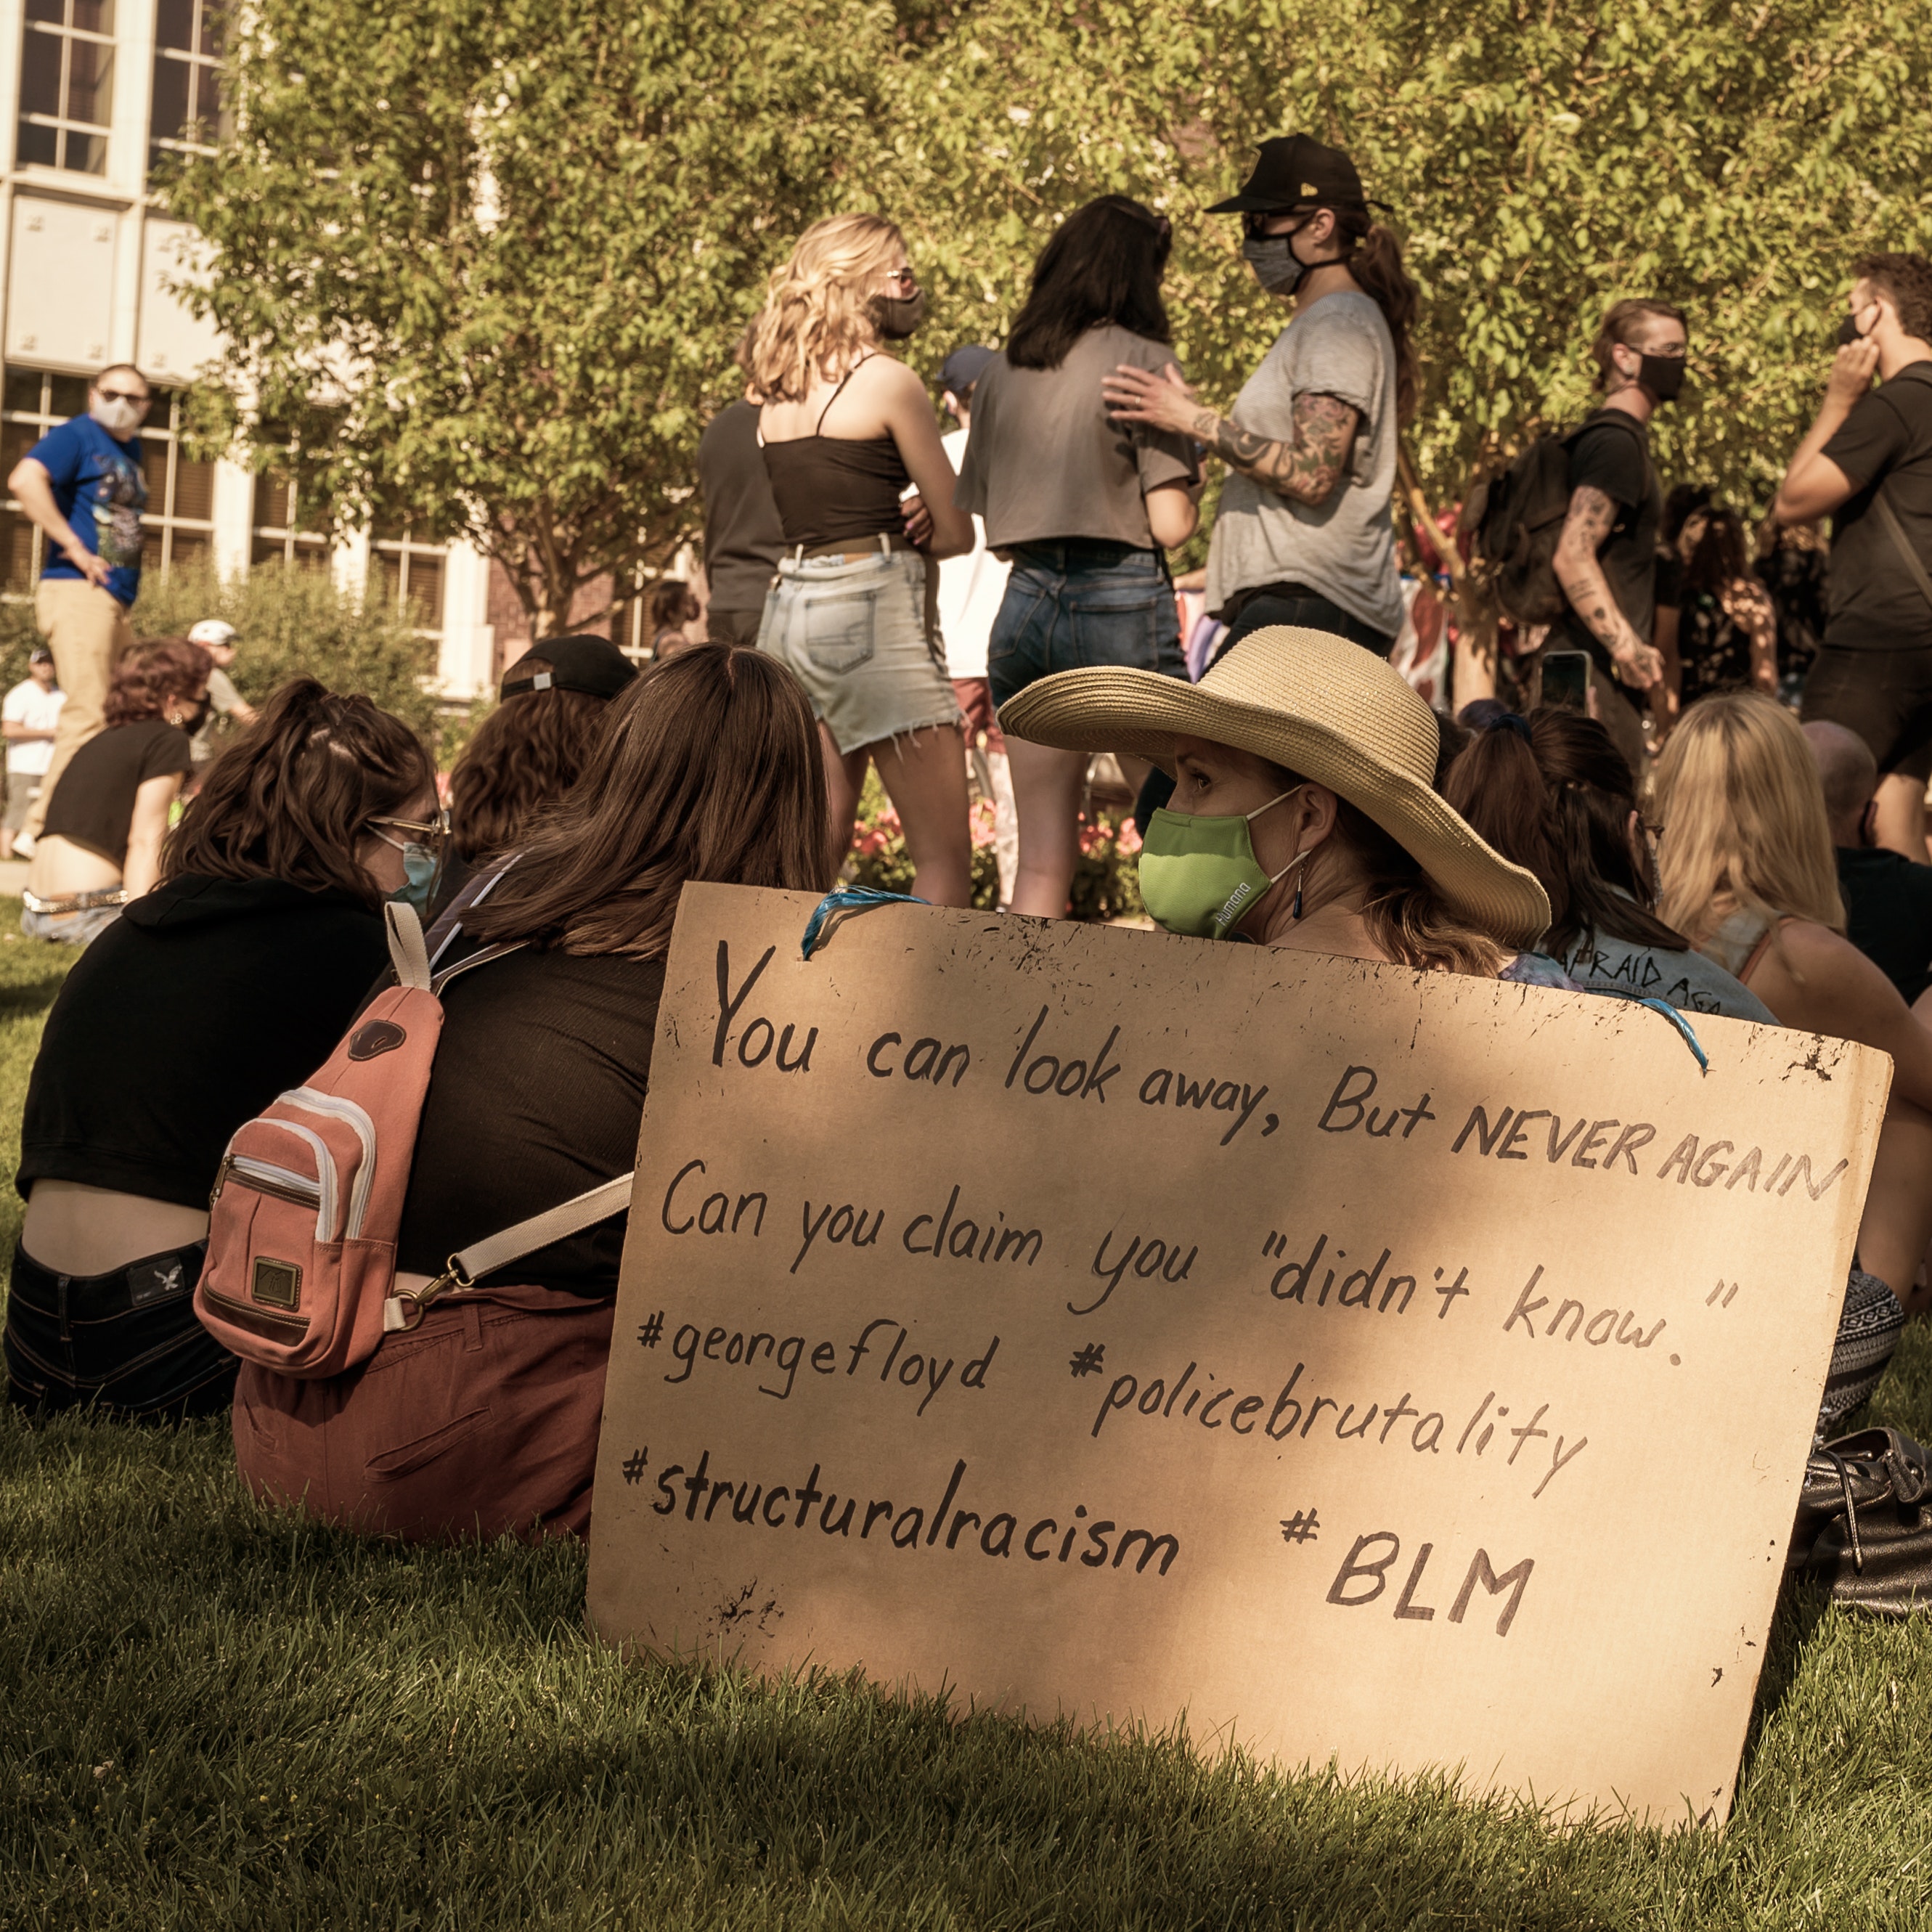 You can look away, But NEVER AGAIN
Can you claim you "didn't know."
#georgefloyd #policebrutality
#structuralracism #BLM
Humana
AFRAID AGA